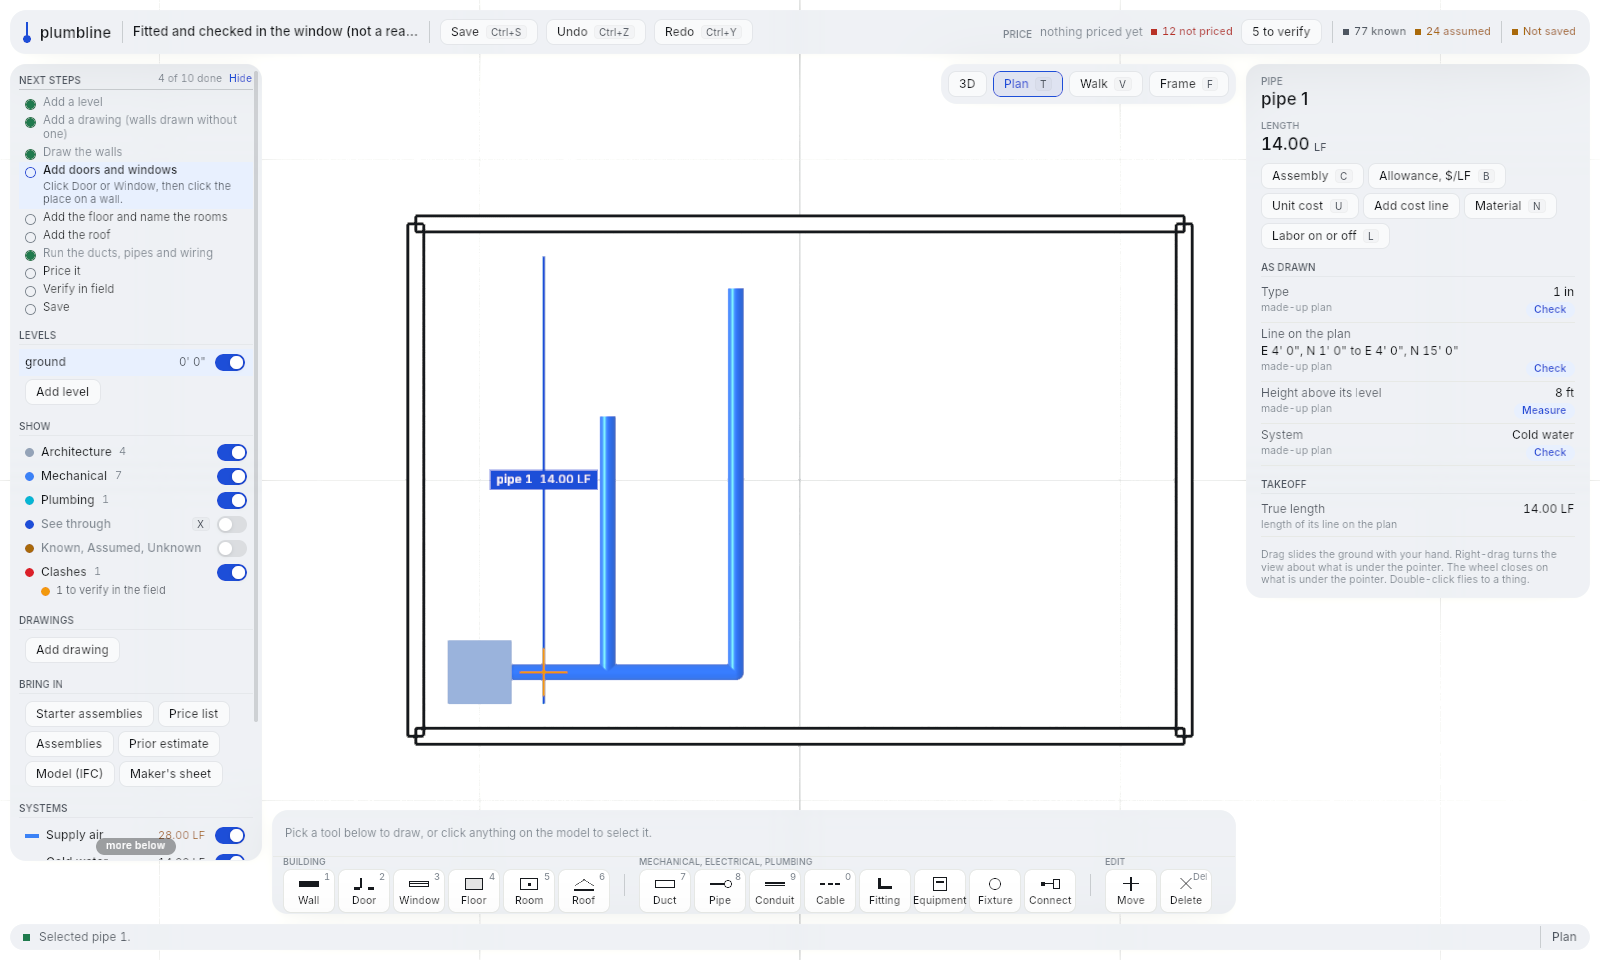 plumbline
Fitted and checked in the window (not a rea...
Save Ctrl+S
Undo Ctrl+Z
Redo Ctrl+Y
PRICE nothing priced yet
12 not priced
5 to verify
77 known
24 assumed
Not saved
NEXT STEPS
4 of 10 done
Hide
Add a level
Add a drawing (walls drawn without
one)
Draw the walls
Add doors and windows
Click Door or Window, then click the
place on a wall.
Add the floor and name the rooms
Add the roof
Run the ducts, pipes and wiring
Price it
Verify in field
Save
LEVELS
ground 0' 0"
Add level
SHOW
Architecture 4
Mechanical 7
Plumbing 1
See through X
Known, Assumed, Unknown
Clashes 1
1 to verify in the field
DRAWINGS
Add drawing
BRING IN
Starter assemblies
Price list
Assemblies
Prior estimate
Model (IFC)
Maker's sheet
SYSTEMS
Supply air 28.00 LF
more below
3D
Plan T
Walk V
Frame F
pipe 1 14.00 LF
PIPE
pipe 1
LENGTH
14.00 LF
Assembly C
Allowance, $/LF B
Unit cost U
Add cost line
Material N
Labor on or off L
AS DRAWN
Type 1 in
made-up plan Check
Line on the plan
E 4' 0", N 1' 0" to E 4' 0", N 15' 0"
made-up plan Check
Height above its level 8 ft
made-up plan Measure
System Cold water
made-up plan Check
TAKEOFF
True length 14.00 LF
length of its line on the plan
Drag slides the ground with your hand. Right-drag turns the
view about what is under the pointer. The wheel closes on
what is under the pointer. Double-click flies to a thing.
Pick a tool below to draw, or click anything on the model to select it.
BUILDING
Wall 1
Door 2
Window 3
Floor 4
Room 5
Roof 6
MECHANICAL, ELECTRICAL, PLUMBING
Duct 7
Pipe 8
Conduit 9
Cable 0
Fitting
Equipment
Fixture
Connect
EDIT
Move
Delete Del
Selected pipe 1.
Plan